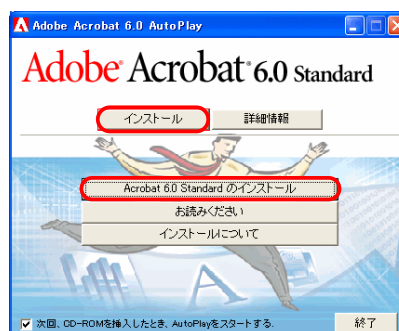 Adobe Acrobat 6.0 AutoPlay
Adobe® Acrobat® 6.0 Standard
インストール 詳細情報
Acrobat 6.0 Standard のインストール
お読みください
インストールについて
次回、CD-ROMを挿入したとき、AutoPlayをスタートする. 終了